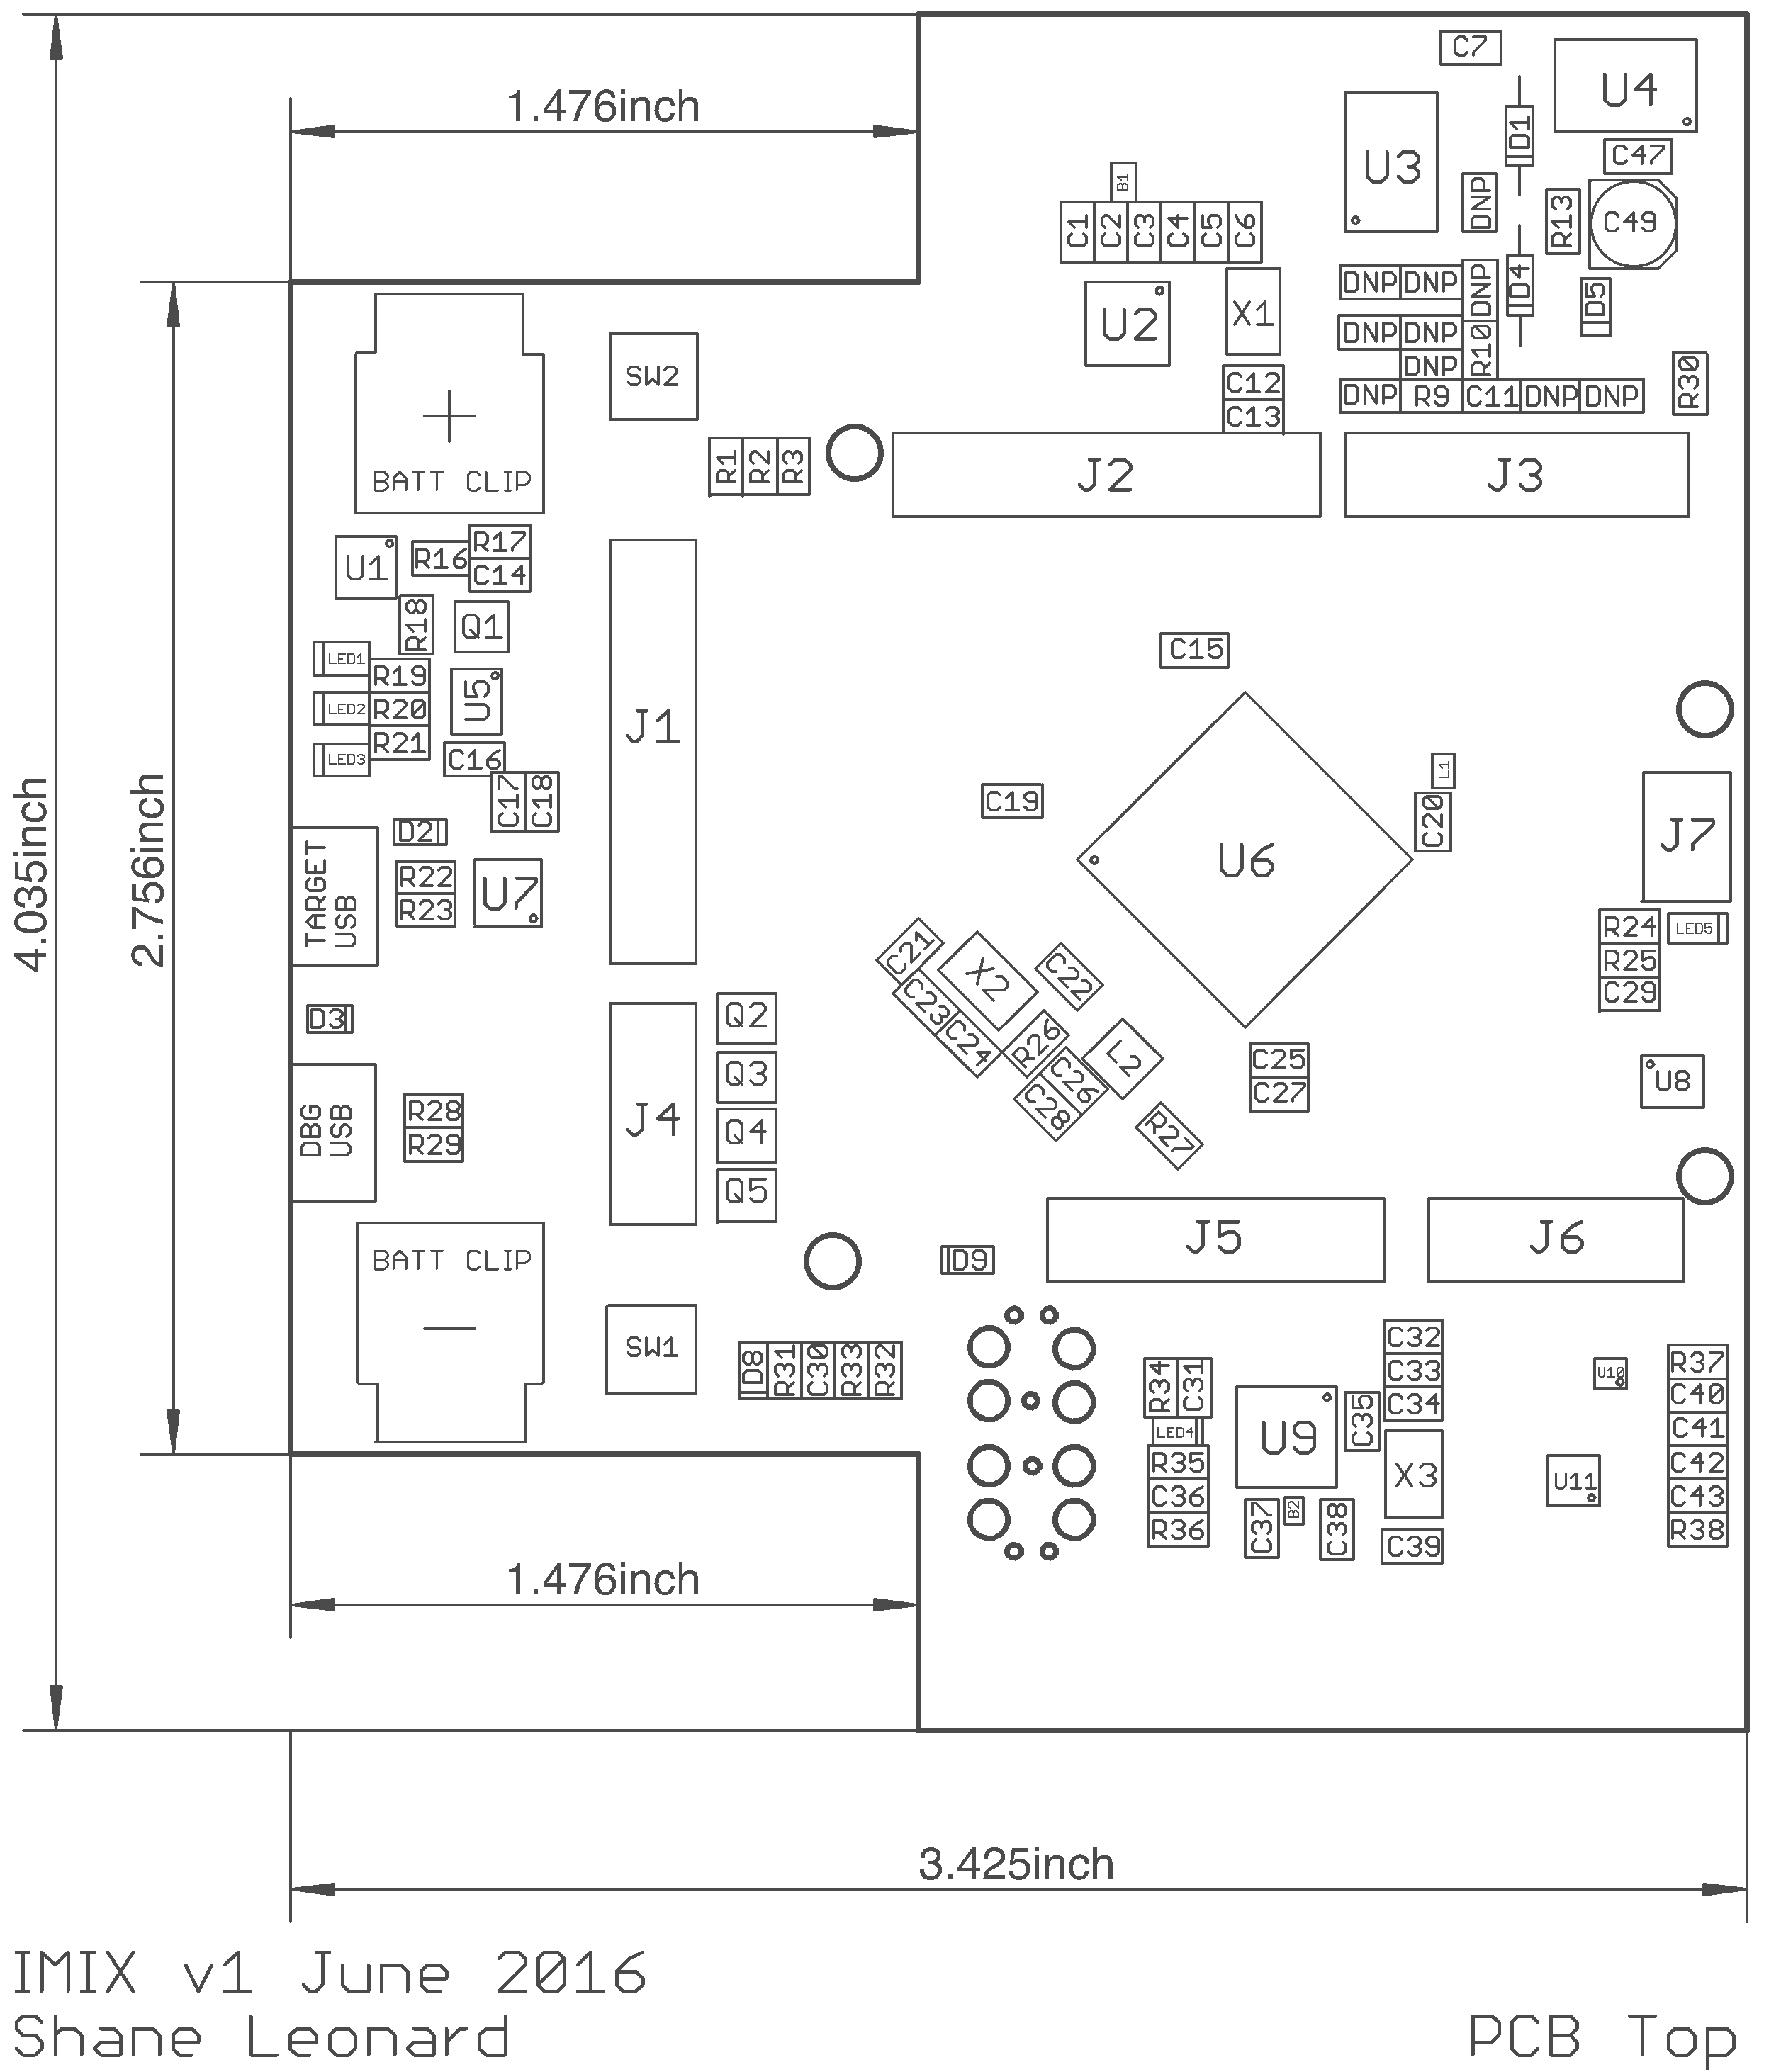 C7
U4
1.476inch
D1
U3
C47
B1
DNP
R13
C49
C1 C2 C3 C4 C5 C6
DNP DNP DNP D4
D5
U2 X1
DNP DNP R10
DNP
SW2
C12
DNP R9 C11 DNP DNP
R30
C13
BATT CLIP
R1 R2 R3
J2
J3
R17
R16
C14
U1
R18
Q1
LED1
R19
C15
LED2
R20
U5
J1
LED3
R21
C16
L1
C17 C18
C19
C20
D2
J7
U6
TARGET
USB
R22
R23
U7
4.035inch
2.756inch
R24
LED5
R25
C29
C21
X2
C22
C23
C24
D3
Q2
R26
L2
C25
C27
Q3
C26
C28
U8
DBG
USB
R28
R29
J4
Q4
R27
Q5
J5
J6
BATT CLIP
D9
SW1
D8 R31 C30 R33 R32
C32
C33
C34
R34 C31
LED4
U9
C35
U10
R37
C40
C41
R35
C36
R36
X3
U11
C42
C43
R38
C37
B2
C38
C39
1.476inch
3.425inch
IMIX v1 June 2016
Shane Leonard
PCB Top